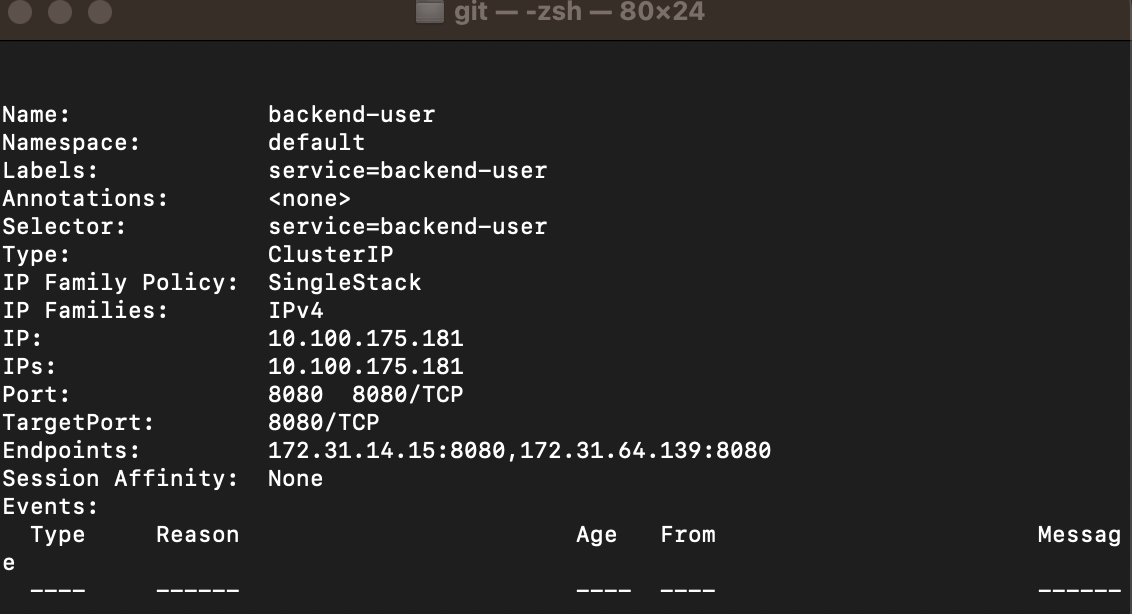 git — -zsh — 80×24
Name: backend-user
Namespace: default
Labels: service=backend-user
Annotations: <none>
Selector: service=backend-user
Type: ClusterIP
IP Family Policy: SingleStack
IP Families: IPv4
IP: 10.100.175.181
IPs: 10.100.175.181
Port: 8080 8080/TCP
TargetPort: 8080/TCP
Endpoints: 172.31.14.15:8080,172.31.64.139:8080
Session Affinity: None
Events:
Type Reason Age From Messag
e
---- ------ ---- ---- ------